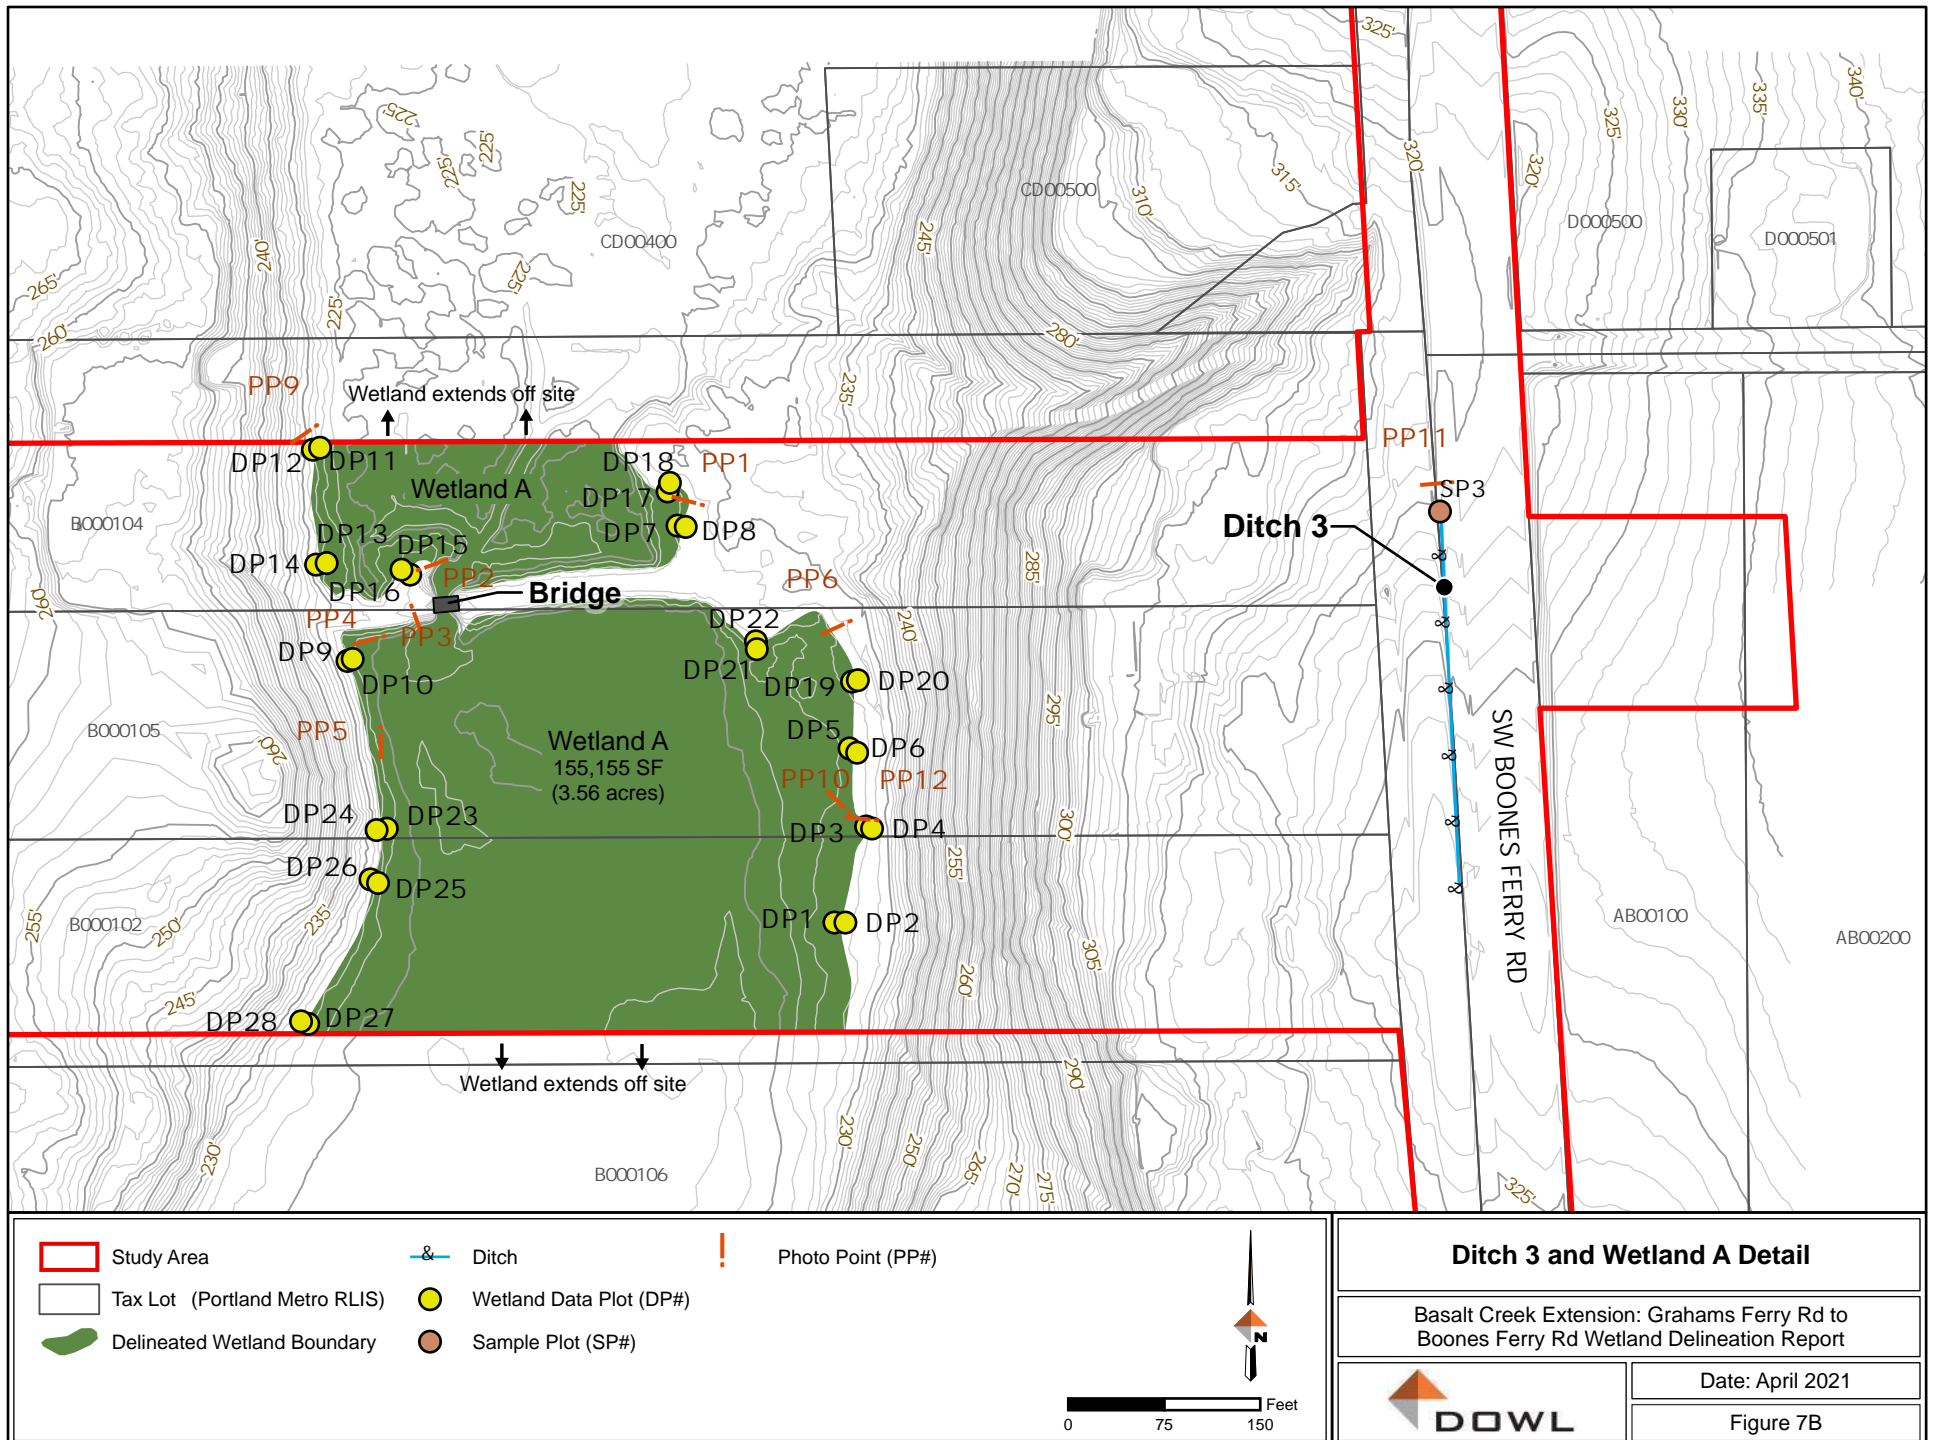 325'
340'
335'
330'
325'
225'
225'
225'
320'
320'
315'
CD00500
310'
225'
D000500
D000501
CD00400
245'
240'
225'
265'
225'
260'
280'
235'
PP9
Wetland extends off site
PP11
DP12
DP11
DP18
PP1
Wetland A
DP17
SP3
B000104
DP13
DP7
DP8
Ditch 3
DP15
DP14
285'
PP2
PP6
DP16
Bridge
260'
PP4
PP3
DP22
240'
DP9
DP21
DP10
DP19
DP20
295'
PP5
B000105
DP5
Wetland A
155,155 SF
(3.56 acres)
DP6
260'
PP10
PP12
SW BOONES FERRY RD
DP24
DP23
DP3
DP4
300'
255'
DP26
DP25
255'
B000102
250'
235'
DP1
DP2
AB00100
AB00200
305'
260'
245'
DP28
DP27
Wetland extends off site
290'
230'
230'
250'
265'
270'
275'
B000106
325'
Study Area
& Ditch
Photo Point (PP#)
Tax Lot (Portland Metro RLIS)
Wetland Data Plot (DP#)
Delineated Wetland Boundary
Sample Plot (SP#)
N
Feet
0 75 150
Ditch 3 and Wetland A Detail
Basalt Creek Extension: Grahams Ferry Rd to
Boones Ferry Rd Wetland Delineation Report
DOWL
Date: April 2021
Figure 7B